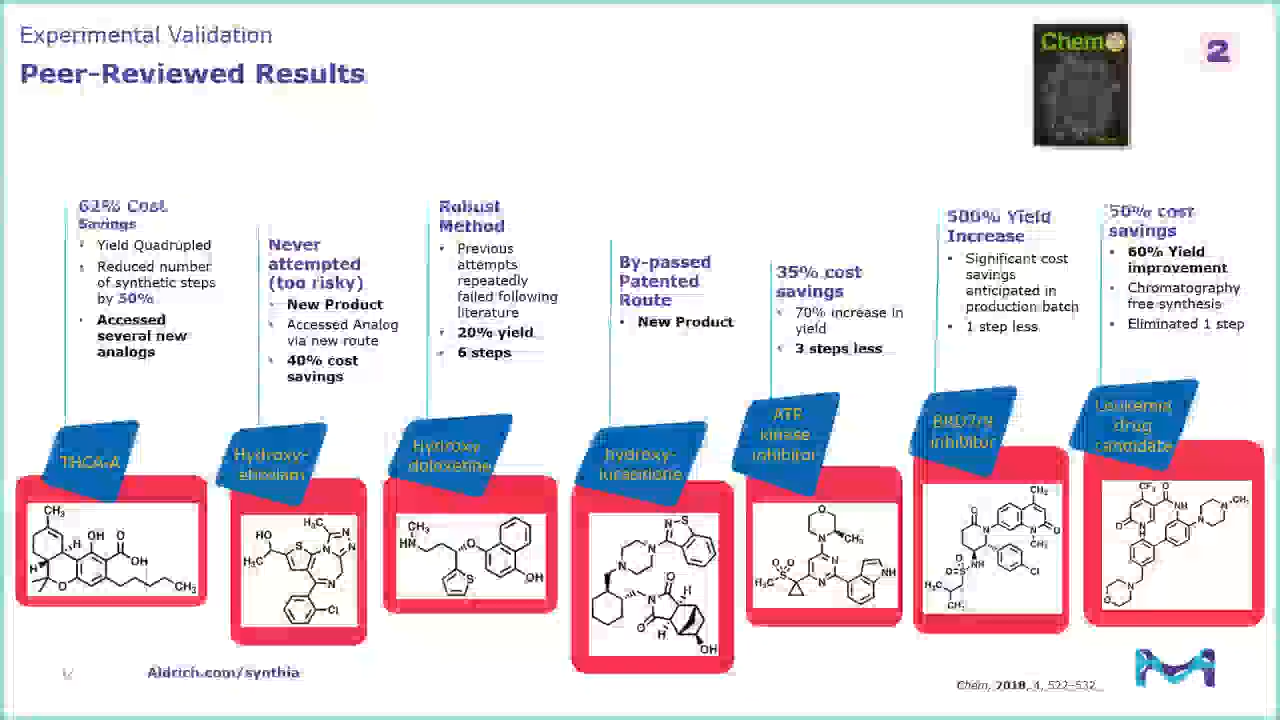 Experimental Validation
Peer-Reviewed Results
Chem
2
62% Cost
Savings
Yield Quadrupled
Reduced number
of synthetic steps
by 50%
Accessed
several new
analogs
Never
attempted
(too risky)
New Product
Accessed Analog
via new route
40% cost
savings
Robust
Method
Previous
attempts
repeatedly
failed following
literature
20% yield
6 steps
By-passed
Patented
Route
New Product
35% cost
savings
70% increase in
yield
3 steps less
500% Yield
Increase
Significant cost
savings
anticipated in
production batch
1 step less
50% cost
savings
60% Yield
improvement
Chromatography
free synthesis
Eliminated 1 step
THCA-A
Hydroxy-
Hydroxy
duloxetine
hydroxy-
lurasidone
ATR
kinase
inhibitor
inhibitor
Leukemia
drug
candidate
12
Aldrich.com/synthia
Chem, 2018, 4, 522-532